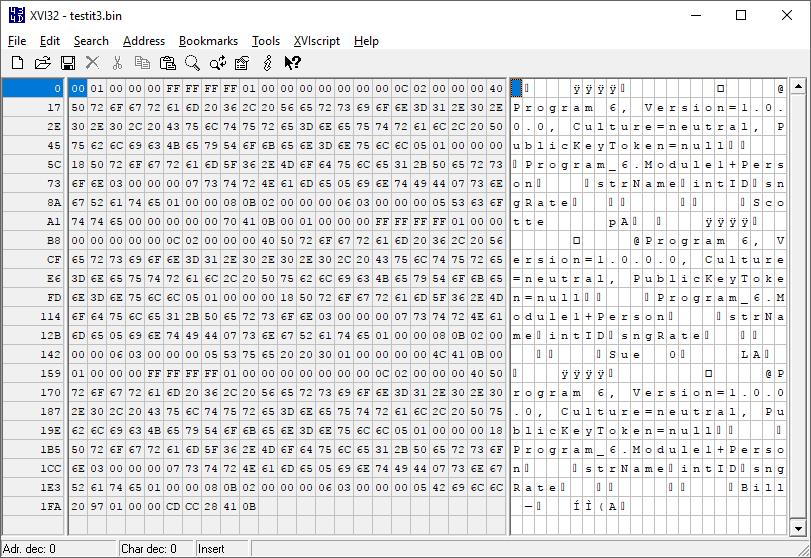 XVI32 - testit3.bin
File Edit Search Address Bookmarks Tools XVIscript Help
0 00 01 00 00 00 FF FF FF FF 01 00 00 00 00 00 00 00 0C 02 00 00 00 40 ÿÿÿÿ @
17 50 72 6F 67 72 61 6D 20 36 2C 20 56 65 72 73 69 6F 6E 3D 31 2E 30 2E Program 6, Version=1.0.
2E 30 2E 30 2C 20 43 75 6C 74 75 72 65 3D 6E 65 75 74 72 61 6C 2C 20 50 0.0, Culture=neutral, P
45 75 62 6C 69 63 4B 65 79 54 6F 6B 65 6E 3D 6E 75 6C 6C 05 01 00 00 00 ublicKeyToken=null
5C 18 50 72 6F 67 72 61 6D 5F 36 2E 4D 6F 64 75 6C 65 31 2B 50 65 72 73 Program_6.Module1+Pers
73 6F 6E 03 00 00 00 07 73 74 72 4E 61 6D 65 05 69 6E 74 49 44 07 73 6E on strName intID sn
8A 67 52 61 74 65 01 00 00 08 0B 02 00 00 00 06 03 00 00 00 05 53 63 6F gRate Sco
A1 74 74 65 00 00 00 00 00 70 41 0B 00 01 00 00 00 FF FF FF FF 01 00 00 tte pA ÿÿÿÿ
B8 00 00 00 00 00 0C 02 00 00 00 40 50 72 6F 67 72 61 6D 20 36 2C 20 56 @Program 6, V
CF 65 72 73 69 6F 6E 3D 31 2E 30 2E 30 2E 30 2C 20 43 75 6C 74 75 72 65 ersion=1.0.0.0, Culture
E6 3D 6E 65 75 74 72 61 6C 2C 20 50 75 62 6C 69 63 4B 65 79 54 6F 6B 65 =neutral, PublicKeyToke
FD 6E 3D 6E 75 6C 6C 05 01 00 00 00 18 50 72 6F 67 72 61 6D 5F 36 2E 4D n=null Program_6.M
114 6F 64 75 6C 65 31 2B 50 65 72 73 6F 6E 03 00 00 00 07 73 74 72 4E 61 odule1+Person strNa
12B 6D 65 05 69 6E 74 49 44 07 73 6E 67 52 61 74 65 01 00 00 08 0B 02 00 me intID sngRate
142 00 00 06 03 00 00 00 05 53 75 65 20 20 30 01 00 00 00 00 4C 41 0B 00 Sue 0 LA
159 01 00 00 00 FF FF FF FF 01 00 00 00 00 00 00 00 0C 02 00 00 00 40 50 ÿÿÿÿ @P
170 72 6F 67 72 61 6D 20 36 2C 20 56 65 72 73 69 6F 6E 3D 31 2E 30 2E 30 rogram 6, Version=1.0.0
187 2E 30 2C 20 43 75 6C 74 75 72 65 3D 6E 65 75 74 72 61 6C 2C 20 50 75 .0, Culture=neutral, Pu
19E 62 6C 69 63 4B 65 79 54 6F 6B 65 6E 3D 6E 75 6C 6C 05 01 00 00 00 18 blicKeyToken=null
1B5 50 72 6F 67 72 61 6D 5F 36 2E 4D 6F 64 75 6C 65 31 2B 50 65 72 73 6F Program_6.Module1+Perso
1CC 6E 03 00 00 00 07 73 74 72 4E 61 6D 65 05 69 6E 74 49 44 07 73 6E 67 n strName intID sng
1E3 52 61 74 65 01 00 00 08 0B 02 00 00 00 06 03 00 00 00 05 42 69 6C 6C Rate Bill
1FA 20 97 01 00 00 CD CC 28 41 0B — ÍÌ(A
Adr. dec: 0 Char dec: 0 Insert